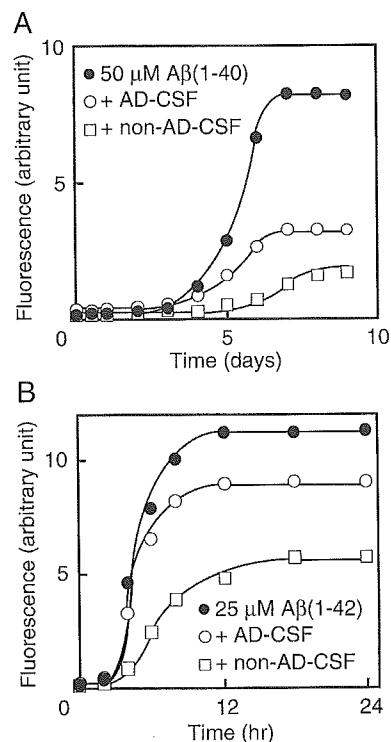 A
10
● 50 μM Aβ(1-40)
○ + AD-CSF
□ + non-AD-CSF
5
Fluorescence (arbitrary unit)
0
5
10
Time (days)
B
10
5
Fluorescence (arbitrary unit)
● 25 μM Aβ(1-42)
○ + AD-CSF
□ + non-AD-CSF
0
12
24
Time (hr)